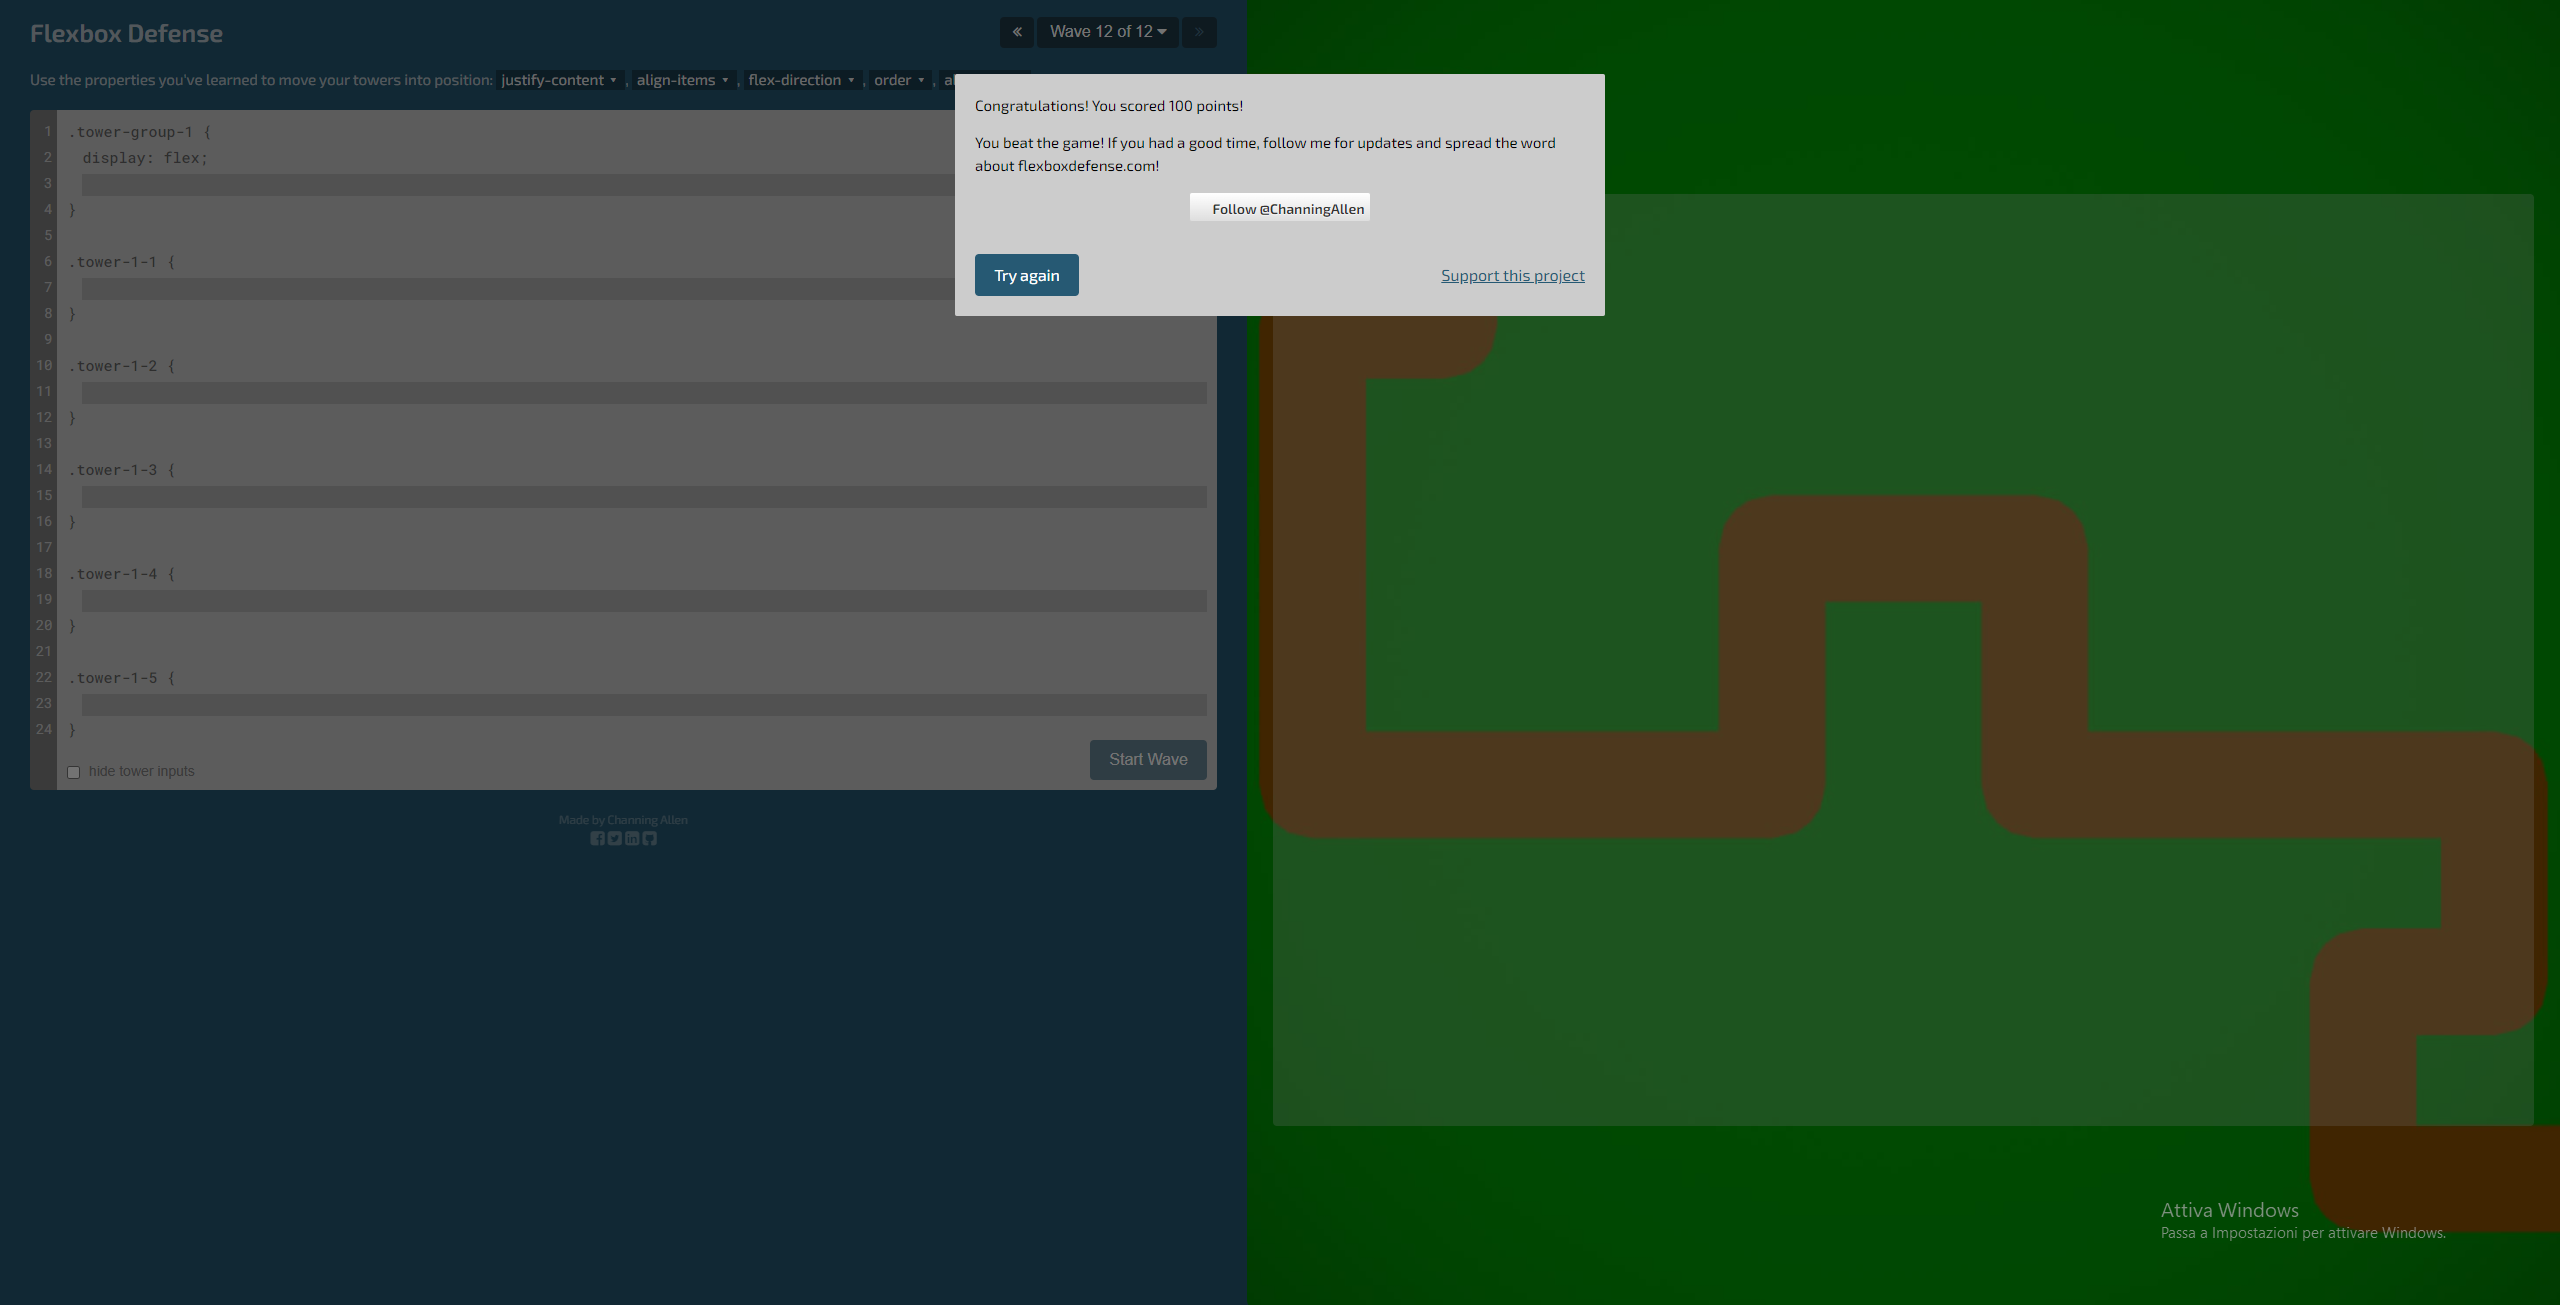 Flexbox Defense
«
Wave 12 of 12
»
Use the properties you've learned to move your towers into position: justify-content ▾, align-items ▾, flex-direction ▾, order ▾,
Congratulations! You scored 100 points!
You beat the game! If you had a good time, follow me for updates and spread the word
about flexboxdefense.com!
Follow @ChanningAllen
Try again
Support this project
1 .tower-group-1 {
2 display: flex;
3
4 }
5
6 .tower-1-1 {
7
8 }
9
10 .tower-1-2 {
11
12 }
13
14 .tower-1-3 {
15
16 }
17
18 .tower-1-4 {
19
20 }
21
22 .tower-1-5 {
23
24 }
hide tower inputs
Start Wave
Made by Channing Allen
Attiva Windows
Passa a Impostazioni per attivare Windows.